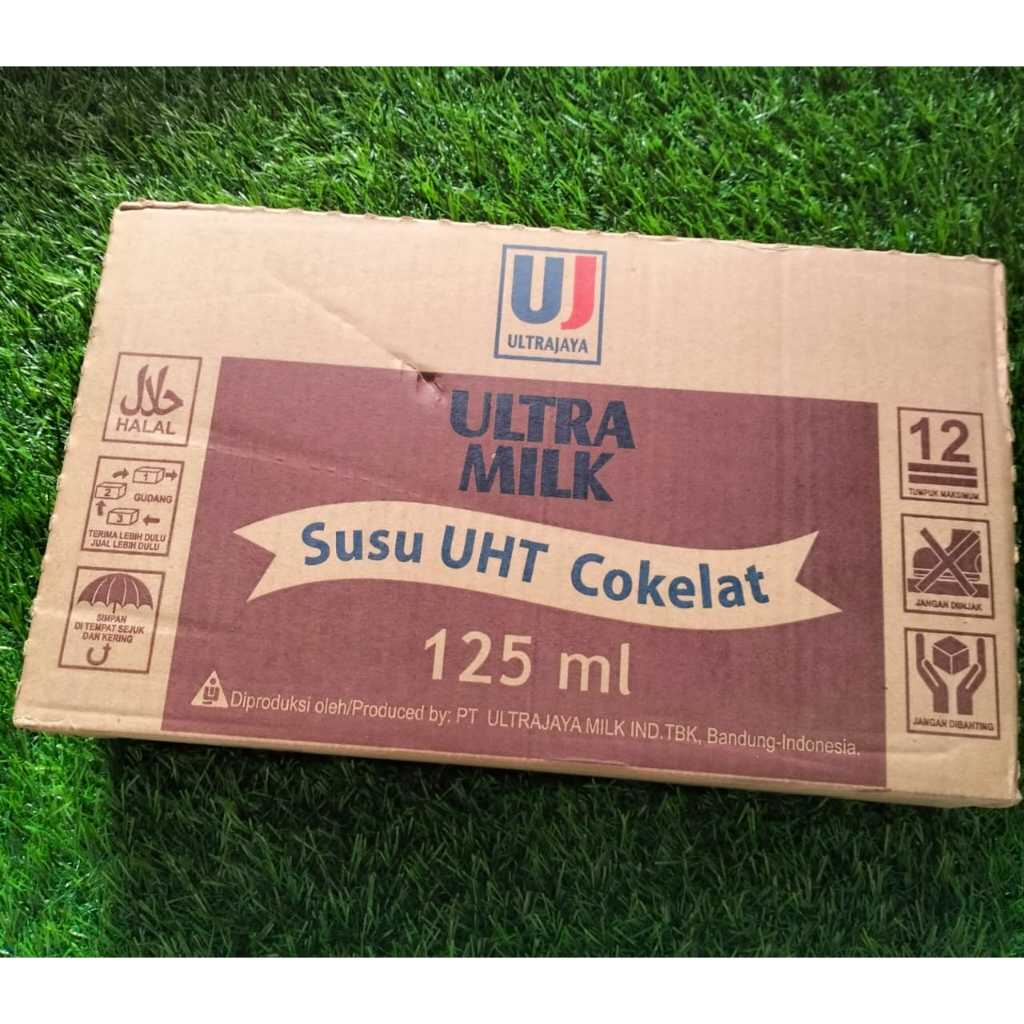 UJ
ULTRAJAYA
حلال
HALAL
1
2
GUDANG
3
TERIMA LEBIH DULU
JUAL LEBIH DULU
SIMPAN
DI TEMPAT SEJUK
DAN KERING
ULTRA
MILK
Susu UHT Cokelat
125 ml
Diproduksi oleh/Produced by: PT ULTRAJAYA MILK IND.TBK, Bandung-Indonesia.
12
TUMPUK MAKSIMUM
JANGAN DIINJAK
JANGAN DIBANTING